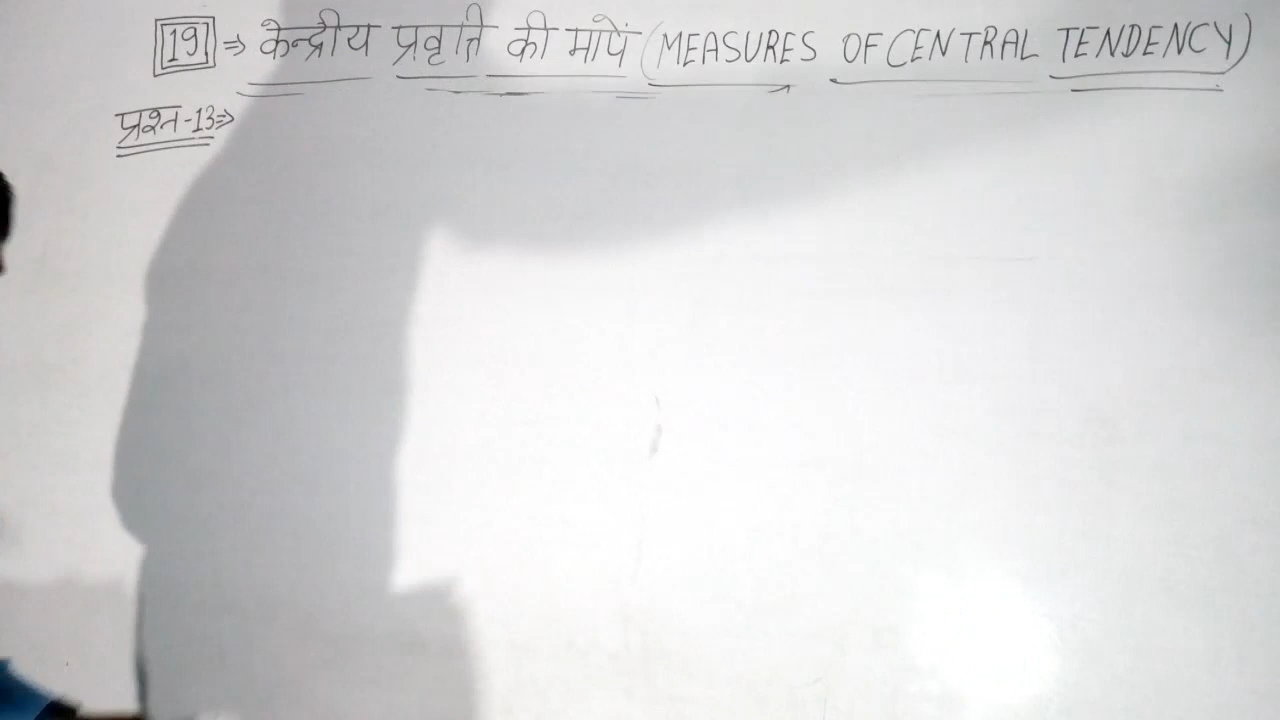 19 ⇒ केन्द्रीय प्रवृत्ति की मापें (MEASURES OF CENTRAL TENDENCY)
प्रश्न-13⇒